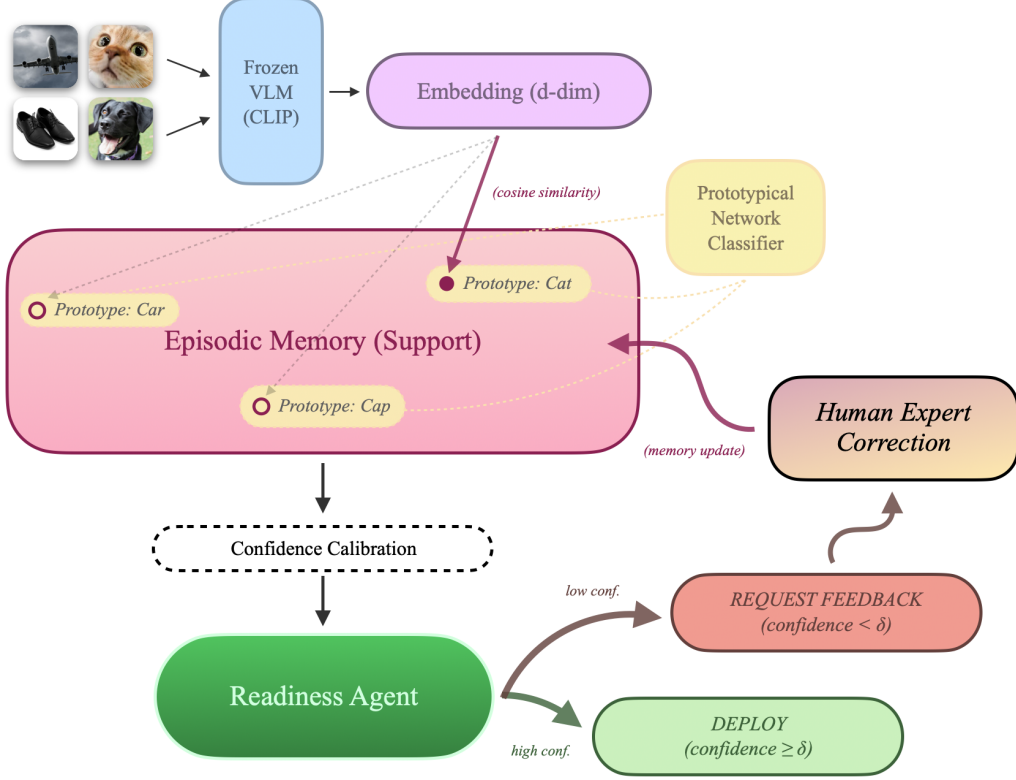 Frozen
VLM
(CLIP)
Embedding (d-dim)
(cosine similarity)
Prototypical
Network
Classifier
Prototype: Cat
Prototype: Car
Episodic Memory (Support)
Prototype: Cap
(memory update)
Human Expert
Correction
Confidence Calibration
low conf.
REQUEST FEEDBACK
(confidence < δ)
Readiness Agent
high conf.
DEPLOY
(confidence ≥ δ)